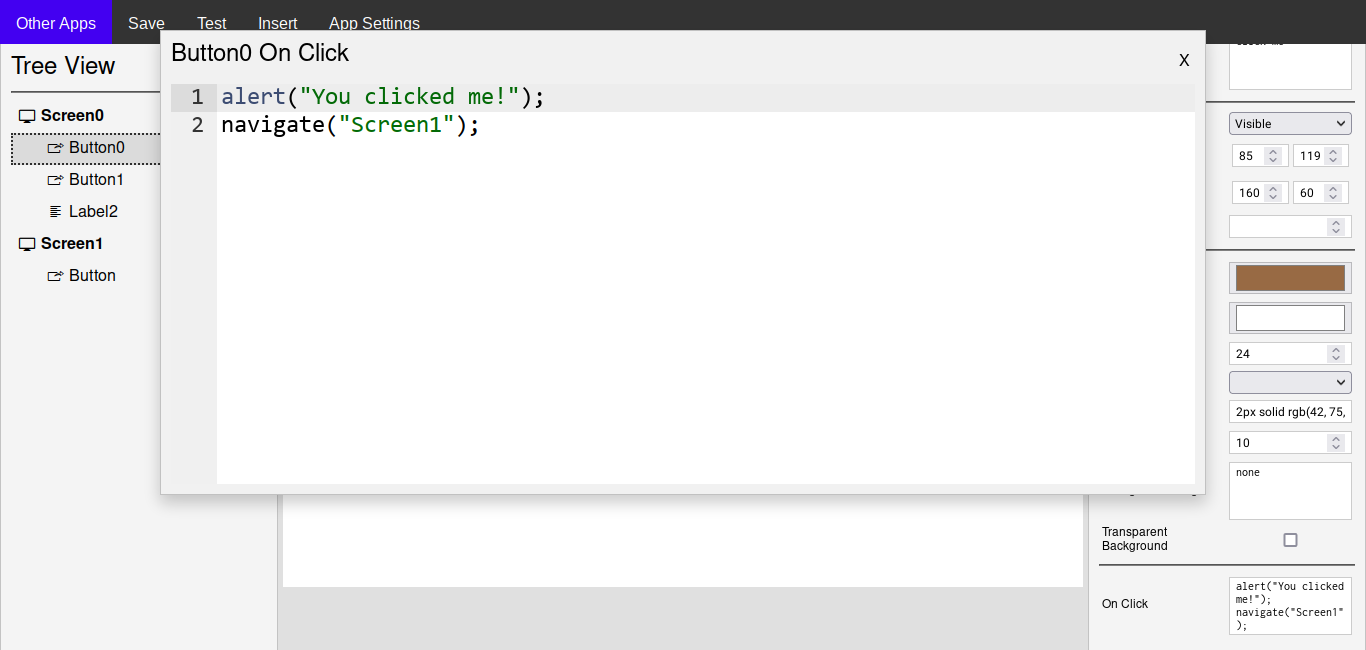 Other Apps Save Test Insert App Settings
Tree View
Screen0
Button0
Button1
Label2
Screen1
Button
Button0 On Click
X
1 alert("You clicked me!");
2 navigate("Screen1");
Visible
85 119
160 60
24
2px solid rgb(42, 75,
10
none
Transparent
Background
On Click
alert("You clicked
me!");
navigate("Screen1"
);